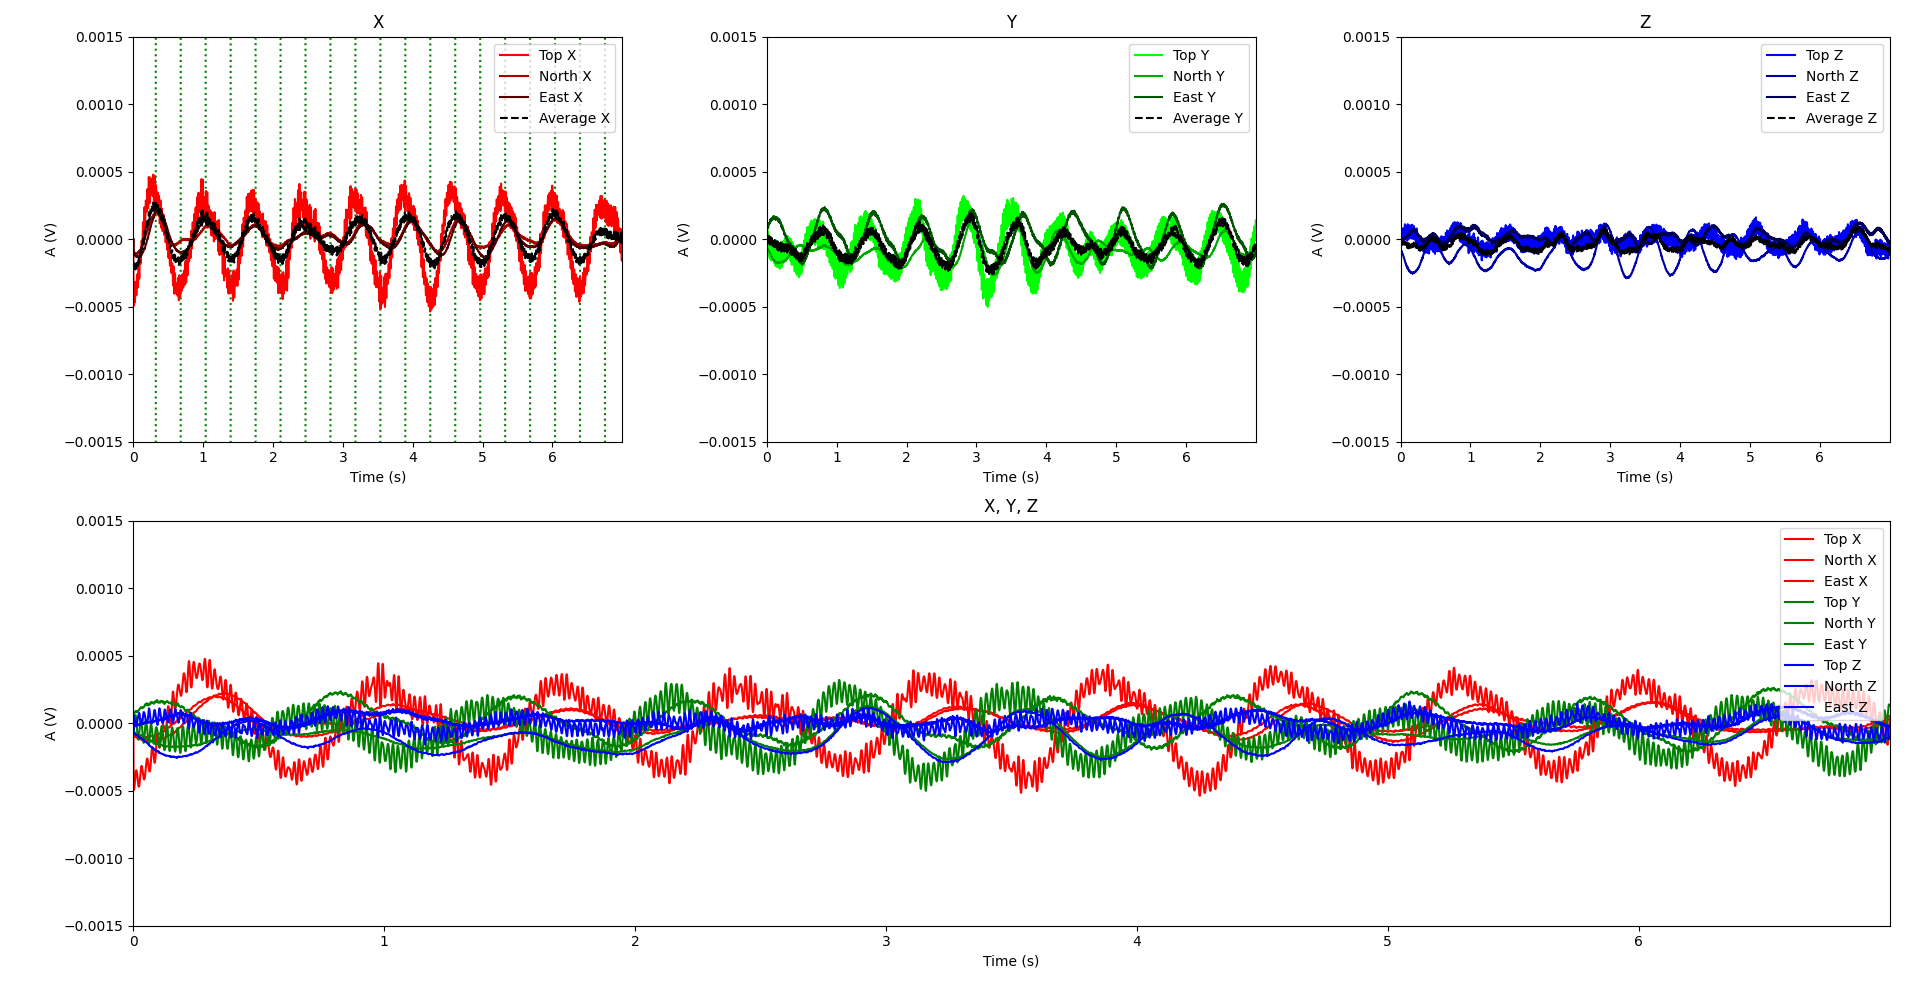 X
0.0015
0.0010
0.0005
0.0000
−0.0005
−0.0010
−0.0015
A (V)
0 1 2 3 4 5 6
Time (s)
Top X
North X
East X
Average X
Y
0.0015
0.0010
0.0005
0.0000
−0.0005
−0.0010
−0.0015
A (V)
0 1 2 3 4 5 6
Time (s)
Top Y
North Y
East Y
Average Y
Z
0.0015
0.0010
0.0005
0.0000
−0.0005
−0.0010
−0.0015
A (V)
0 1 2 3 4 5 6
Time (s)
Top Z
North Z
East Z
Average Z
X, Y, Z
0.0015
0.0010
0.0005
0.0000
−0.0005
−0.0010
−0.0015
A (V)
0 1 2 3 4 5 6
Time (s)
Top X
North X
East X
Top Y
North Y
East Y
Top Z
North Z
East Z